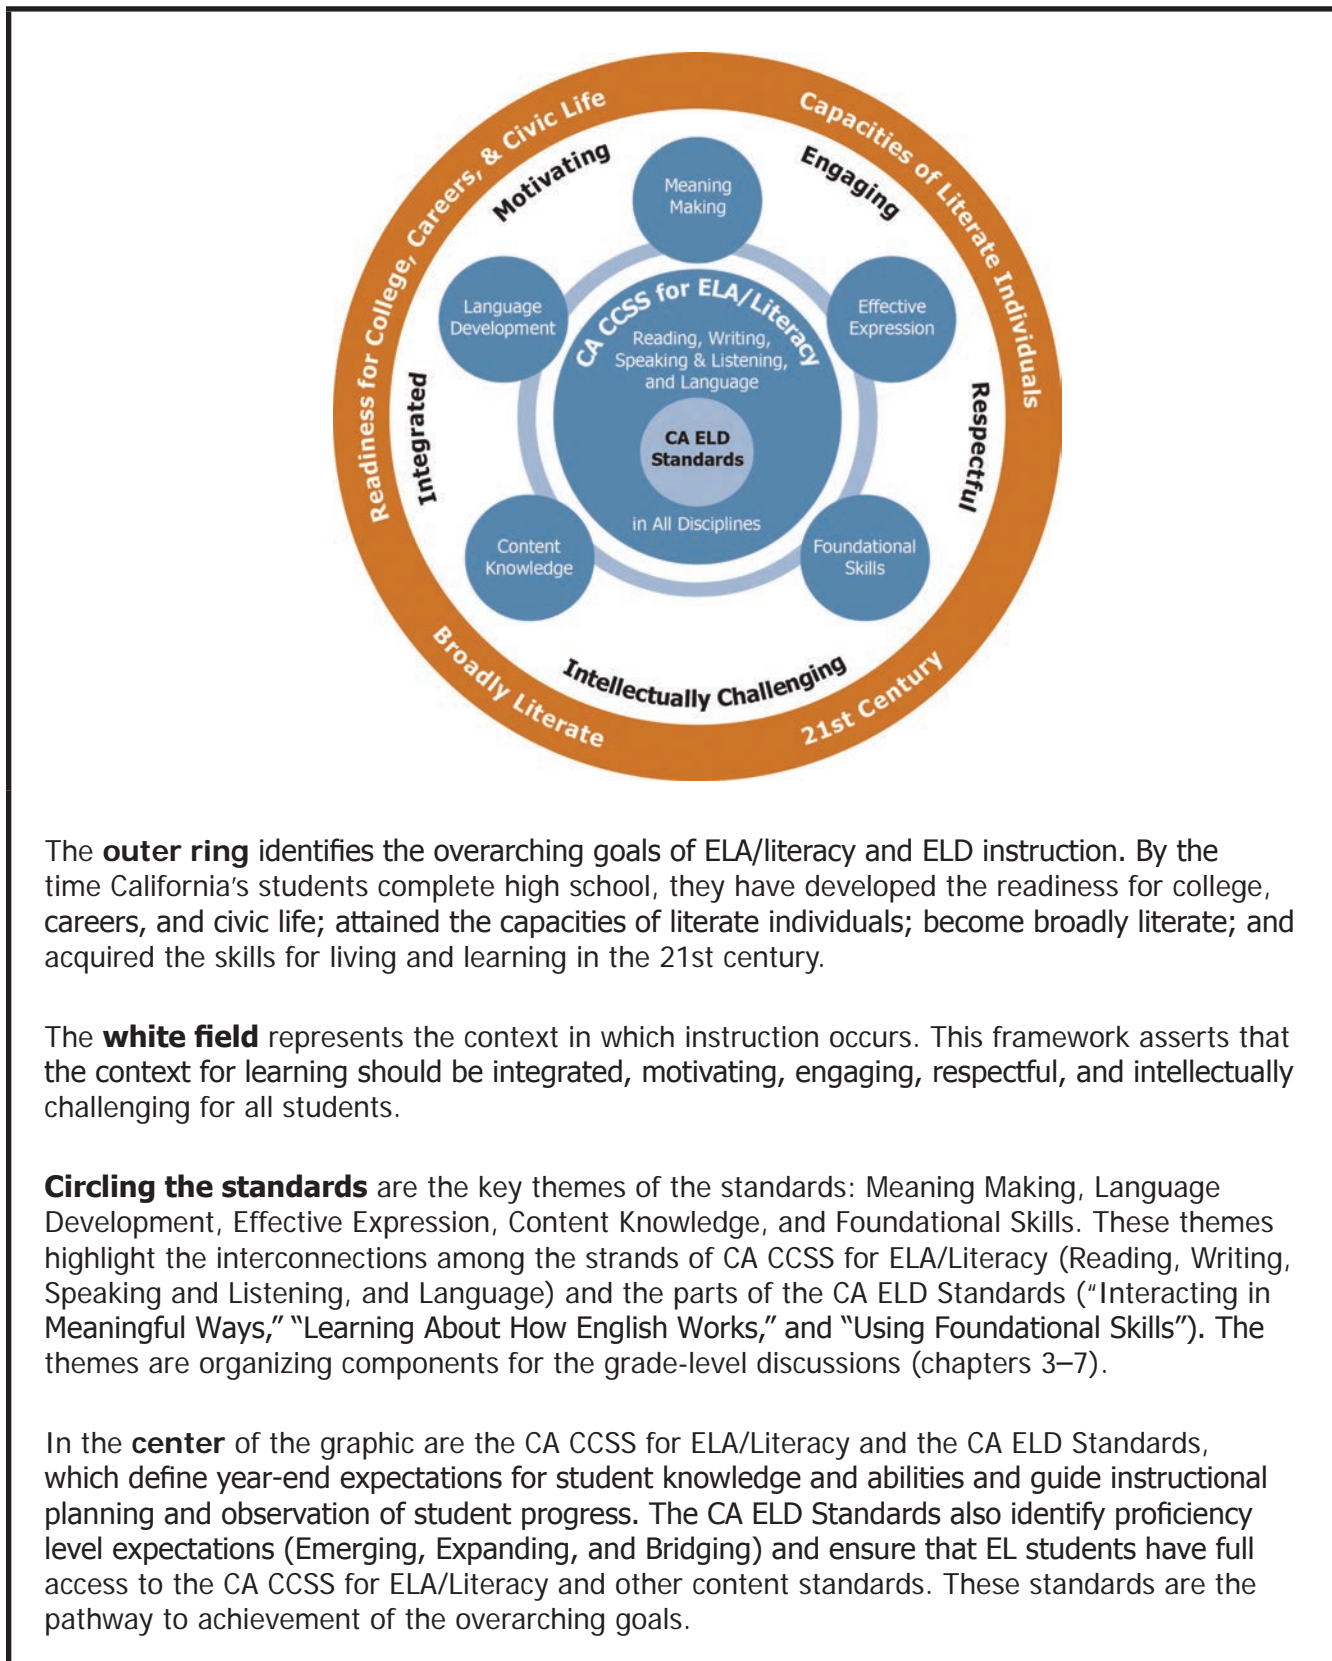 Readiness for College, Careers, & Civic Life
Capacities of Literate Individuals
Motivating
Engaging
Meaning
Making
Language
Development
Effective
Expression
CA CCSS for ELA/Literacy
Reading, Writing,
Speaking & Listening,
and Language
CA ELD
Standards
in All Disciplines
Integrated
Respectful
Content
Knowledge
Foundational
Skills
Intellectually Challenging
Broadly Literate
21st Century
The outer ring identifies the overarching goals of ELA/literacy and ELD instruction. By the
time California's students complete high school, they have developed the readiness for college,
careers, and civic life; attained the capacities of literate individuals; become broadly literate; and
acquired the skills for living and learning in the 21st century.
The white field represents the context in which instruction occurs. This framework asserts that
the context for learning should be integrated, motivating, engaging, respectful, and intellectually
challenging for all students.
Circling the standards are the key themes of the standards: Meaning Making, Language
Development, Effective Expression, Content Knowledge, and Foundational Skills. These themes
highlight the interconnections among the strands of CA CCSS for ELA/Literacy (Reading, Writing,
Speaking and Listening, and Language) and the parts of the CA ELD Standards ("Interacting in
Meaningful Ways," "Learning About How English Works," and "Using Foundational Skills"). The
themes are organizing components for the grade-level discussions (chapters 3–7).
In the center of the graphic are the CA CCSS for ELA/Literacy and the CA ELD Standards,
which define year-end expectations for student knowledge and abilities and guide instructional
planning and observation of student progress. The CA ELD Standards also identify proficiency
level expectations (Emerging, Expanding, and Bridging) and ensure that EL students have full
access to the CA CCSS for ELA/Literacy and other content standards. These standards are the
pathway to achievement of the overarching goals.